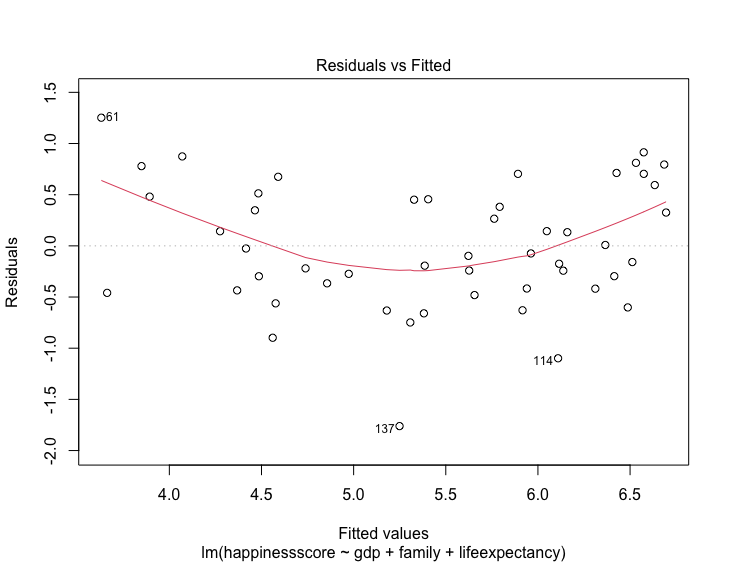 Residuals vs Fitted
1.5
1.0
0.5
0.0
-0.5
-1.0
-1.5
-2.0
Residuals
61
114
137
4.0 4.5 5.0 5.5 6.0 6.5
Fitted values
lm(happinessscore ~ gdp + family + lifeexpectancy)